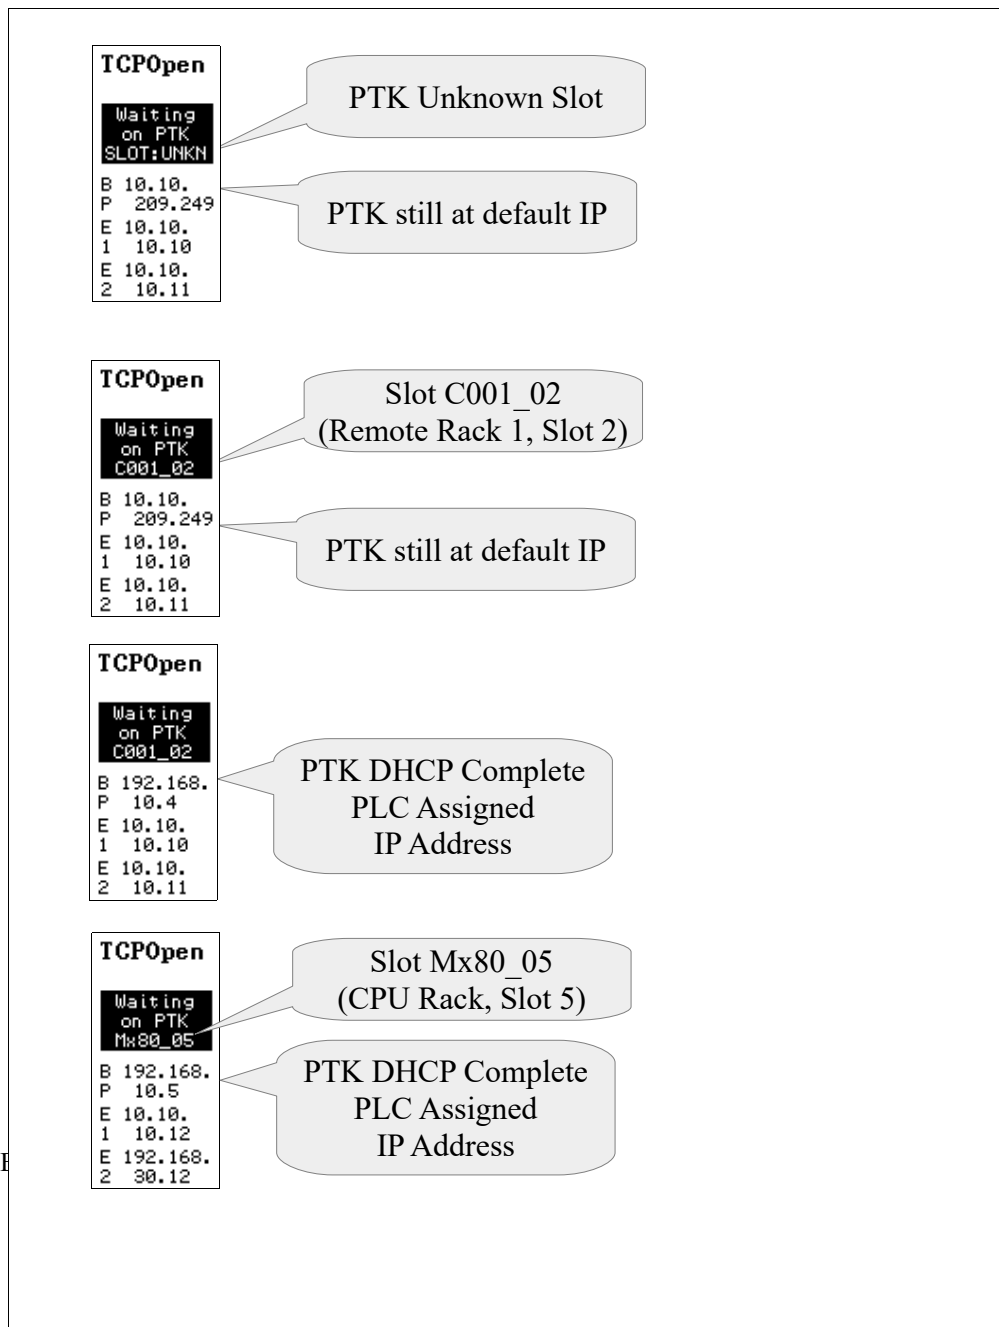 TCPOpen
Waiting
on PTK
SLOT:UNKN
B 10.10.
P 209.249
E 10.10.
1 10.10
E 10.10.
2 10.11
PTK Unknown Slot
PTK still at default IP
TCPOpen
Waiting
on PTK
C001_02
B 10.10.
P 209.249
E 10.10.
1 10.10
E 10.10.
2 10.11
Slot C001_02
(Remote Rack 1, Slot 2)
PTK still at default IP
TCPOpen
Waiting
on PTK
C001_02
B 192.168.
P 10.4
E 10.10.
1 10.10
E 10.10.
2 10.11
PTK DHCP Complete
PLC Assigned
IP Address
TCPOpen
Waiting
on PTK
Mx80_05
B 192.168.
P 10.5
E 10.10.
1 10.12
E 192.168.
2 30.12
Slot Mx80_05
(CPU Rack, Slot 5)
PTK DHCP Complete
PLC Assigned
IP Address